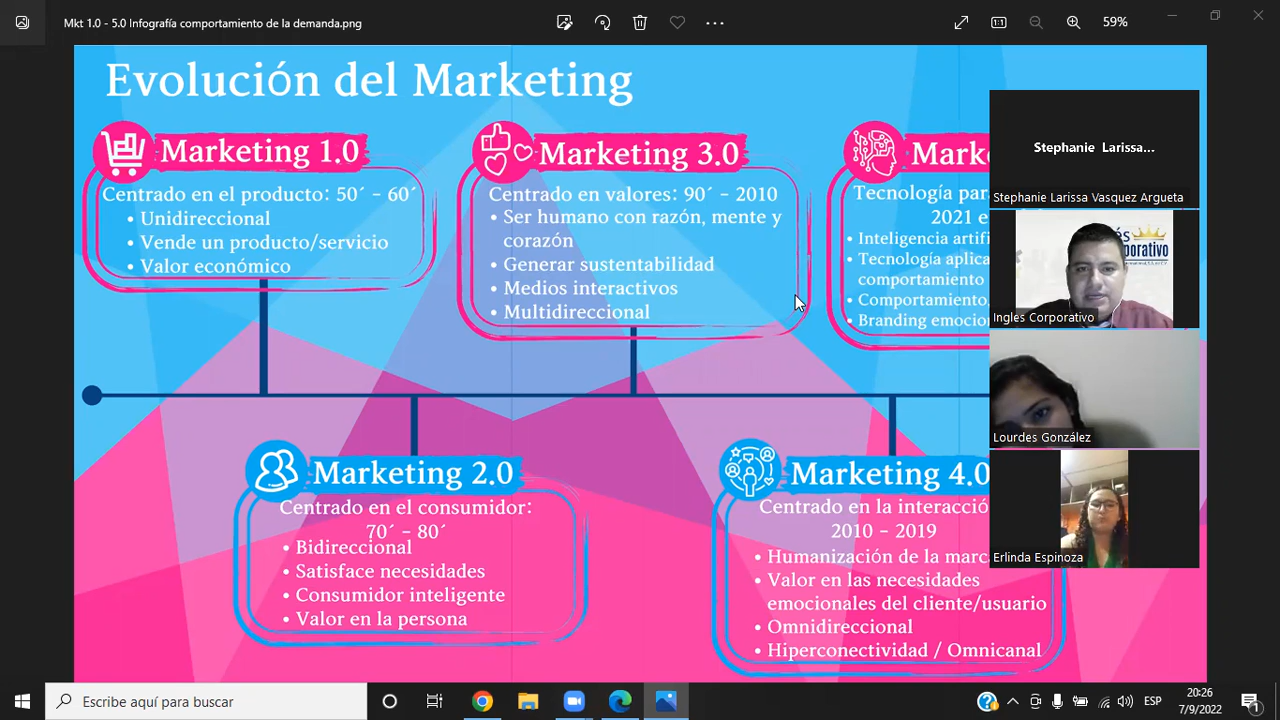 Mkt 1.0 - 5.0 Infografía comportamiento de la demanda.png
59%
Evolución del Marketing
Marketing 1.0
Centrado en el producto: 50´ - 60´
• Unidireccional
• Vende un producto/servicio
• Valor económico
Marketing 3.0
Centrado en valores: 90´ - 2010
• Ser humano con razón, mente y
corazón
• Generar sustentabilidad
• Medios interactivos
• Multidireccional
Mark
Tecnología par
2021 e
• Inteligencia artifi
• Tecnología aplica
comportamiento
• Comportamiento,
• Branding emocio
Marketing 2.0
Centrado en el consumidor:
70´ - 80´
• Bidireccional
• Satisface necesidades
• Consumidor inteligente
• Valor en la persona
Marketing 4.0
Centrado en la interacció
2010 - 2019
• Humanización de la marca
• Valor en las necesidades
emocionales del cliente/usuario
• Omnidireccional
• Hiperconectividad / Omnicanal
Stephanie Larissa...
Stephanie Larissa Vasquez Argueta
és
rporativo
Ingles Corporativo
Lourdes González
Erlinda Espinoza
Escribe aquí para buscar
ESP
20:26
7/9/2022
1